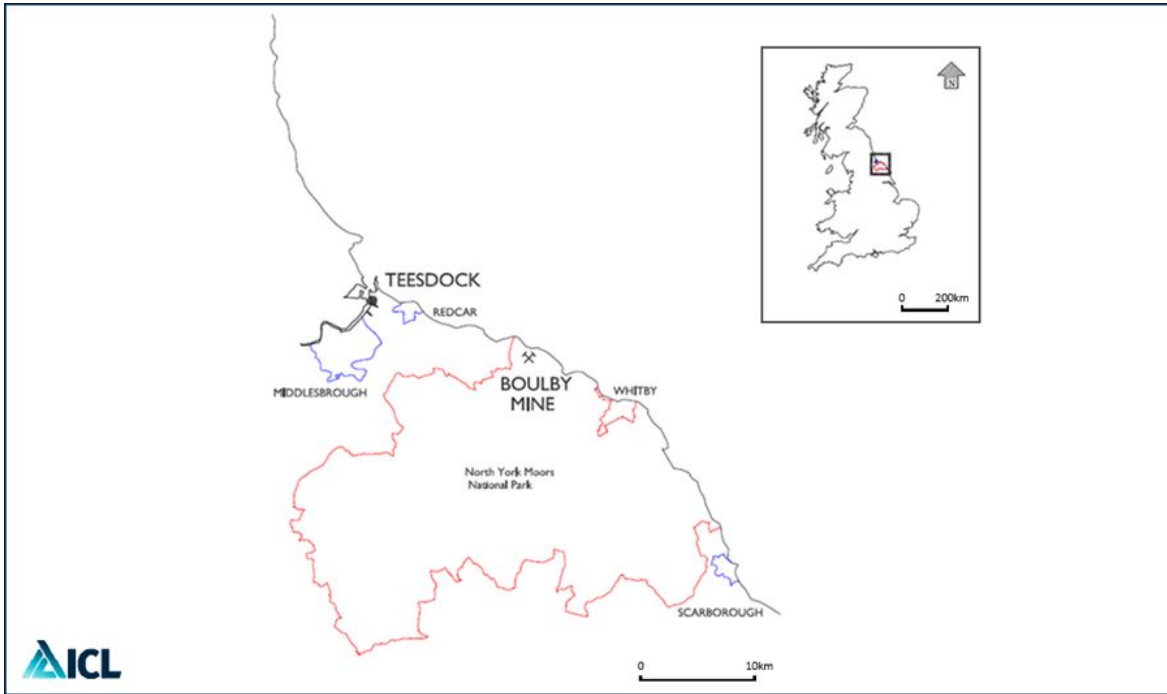 N
0 200km
TEESDOCK
REDCAR
MIDDLESBROUGH
BOULBY
MINE
WHITBY
North York Moors
National Park
SCARBOROUGH
0 10km
ICL